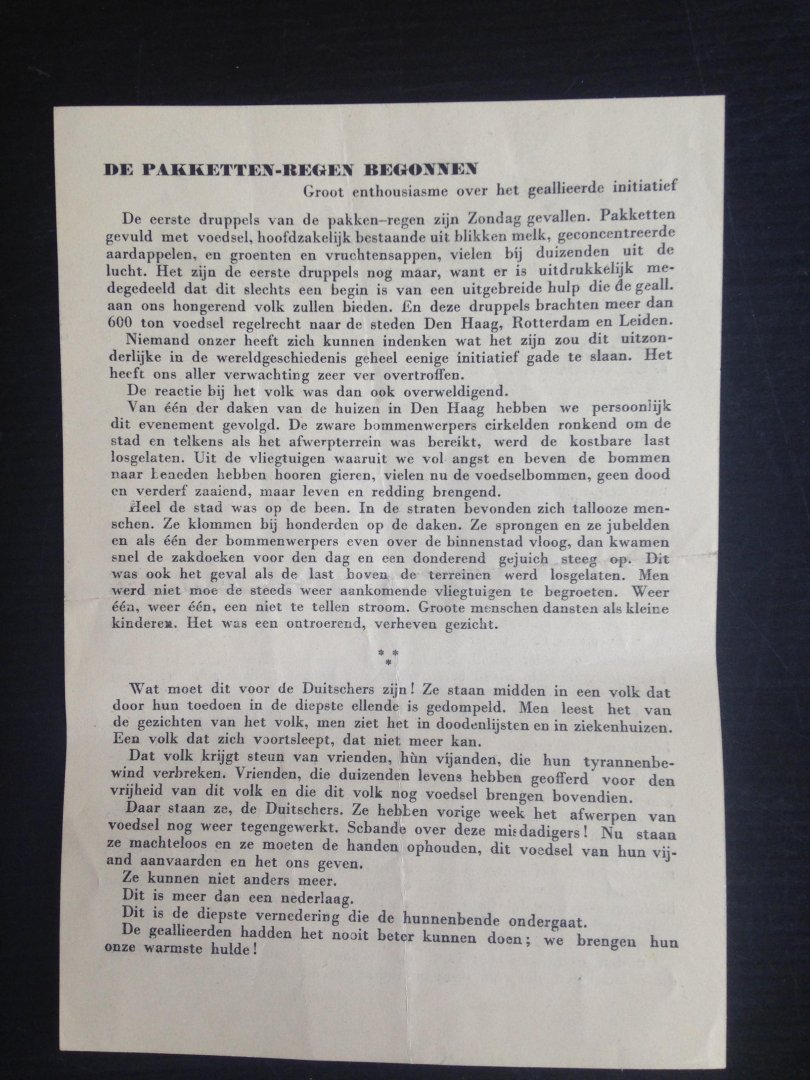 DE PAKKETTEN-REGEN BEGONNEN
Groot enthousiasme over het geallieerde initiatief
De eerste druppels van de pakken-regen zijn Zondag gevallen. Pakketten
gevuld met voedsel, hoofdzakelijk bestaande uit blikken melk, geconcentreerde
aardappelen, en groenten en vruchtensappen, vielen bij duizenden uit de
lucht. Het zijn de eerste druppels nog maar, want er is uitdrukkelijk me-
degedeeld dat dit slechts een begin is van een uitgebreide hulp die de geall.
aan ons hongerend volk zullen bieden. En deze druppels brachten meer dan
600 ton voedsel regelrecht naar de steden Den Haag, Rotterdam en Leiden.
Niemand onzer heeft zich kunnen indenken wat het zijn zou dit uitzon-
derlijke in de wereldgeschiedenis geheel eenige initiatief gade te slaan. Het
heeft ons aller verwachting zeer ver overtroffen.
De reactie bij het volk was dan ook overweldigend.
Van één der daken van de huizen in Den Haag hebben we persoonlijk
dit evenement gevolgd. De zware bommenwerpers cirkelden ronkend om de
stad en telkens als het afwerpterrein was bereikt, werd de kostbare last
losgelaten. Uit de vliegtuigen waaruit we vol angst en beven de bommen
naar beneden hebben hooren gieren, vielen nu de voedselbommen, geen dood
en verderf zaaiend, maar leven en redding brengend.
Heel de stad was op de been. In de straten bevonden zich tallooze men-
schen. Ze klommen bij honderden op de daken. Ze sprongen en ze jubelden
en als één der bommenwerpers even over de binnenstad vloog, dan kwamen
snel de zakdoeken voor den dag en een donderend gejuich steeg op. Dit
was ook het geval als de last boven de terreinen werd losgelaten. Men
werd niet moe de steeds weer aankomende vliegtuigen te begroeten. Weer
één, weer één, een niet te tellen stroom. Groote menschen dansten als kleine
kinderen. Het was een ontroerend, verheven gezicht.
* *
*
Wat moet dit voor de Duitschers zijn! Ze staan midden in een volk dat
door hun toedoen in de diepste ellende is gedompeld. Men leest het van
de gezichten van het volk, men ziet het in doodenlijsten en in ziekenhuizen.
Een volk dat zich voortsleept, dat niet meer kan.
Dat volk krijgt steun van vrienden, hùn vijanden, die hun tyrannenbe-
wind verbreken. Vrienden, die duizenden levens hebben geofferd voor den
vrijheid van dit volk en die dit volk nog voedsel brengen bovendien.
Daar staan ze, de Duitschers. Ze hebben vorige week het afwerpen van
voedsel nog weer tegengewerkt. Schande over deze misdadigers! Nu staan
ze machteloos en ze moeten de handen ophouden, dit voedsel van hun vij-
and aanvaarden en het ons geven.
Ze kunnen niet anders meer.
Dit is meer dan een nederlaag.
Dit is de diepste vernedering die de hunnenbende ondergaat.
De geallieerden hadden het nooit beter kunnen doen; we brengen hun
onze warmste hulde!